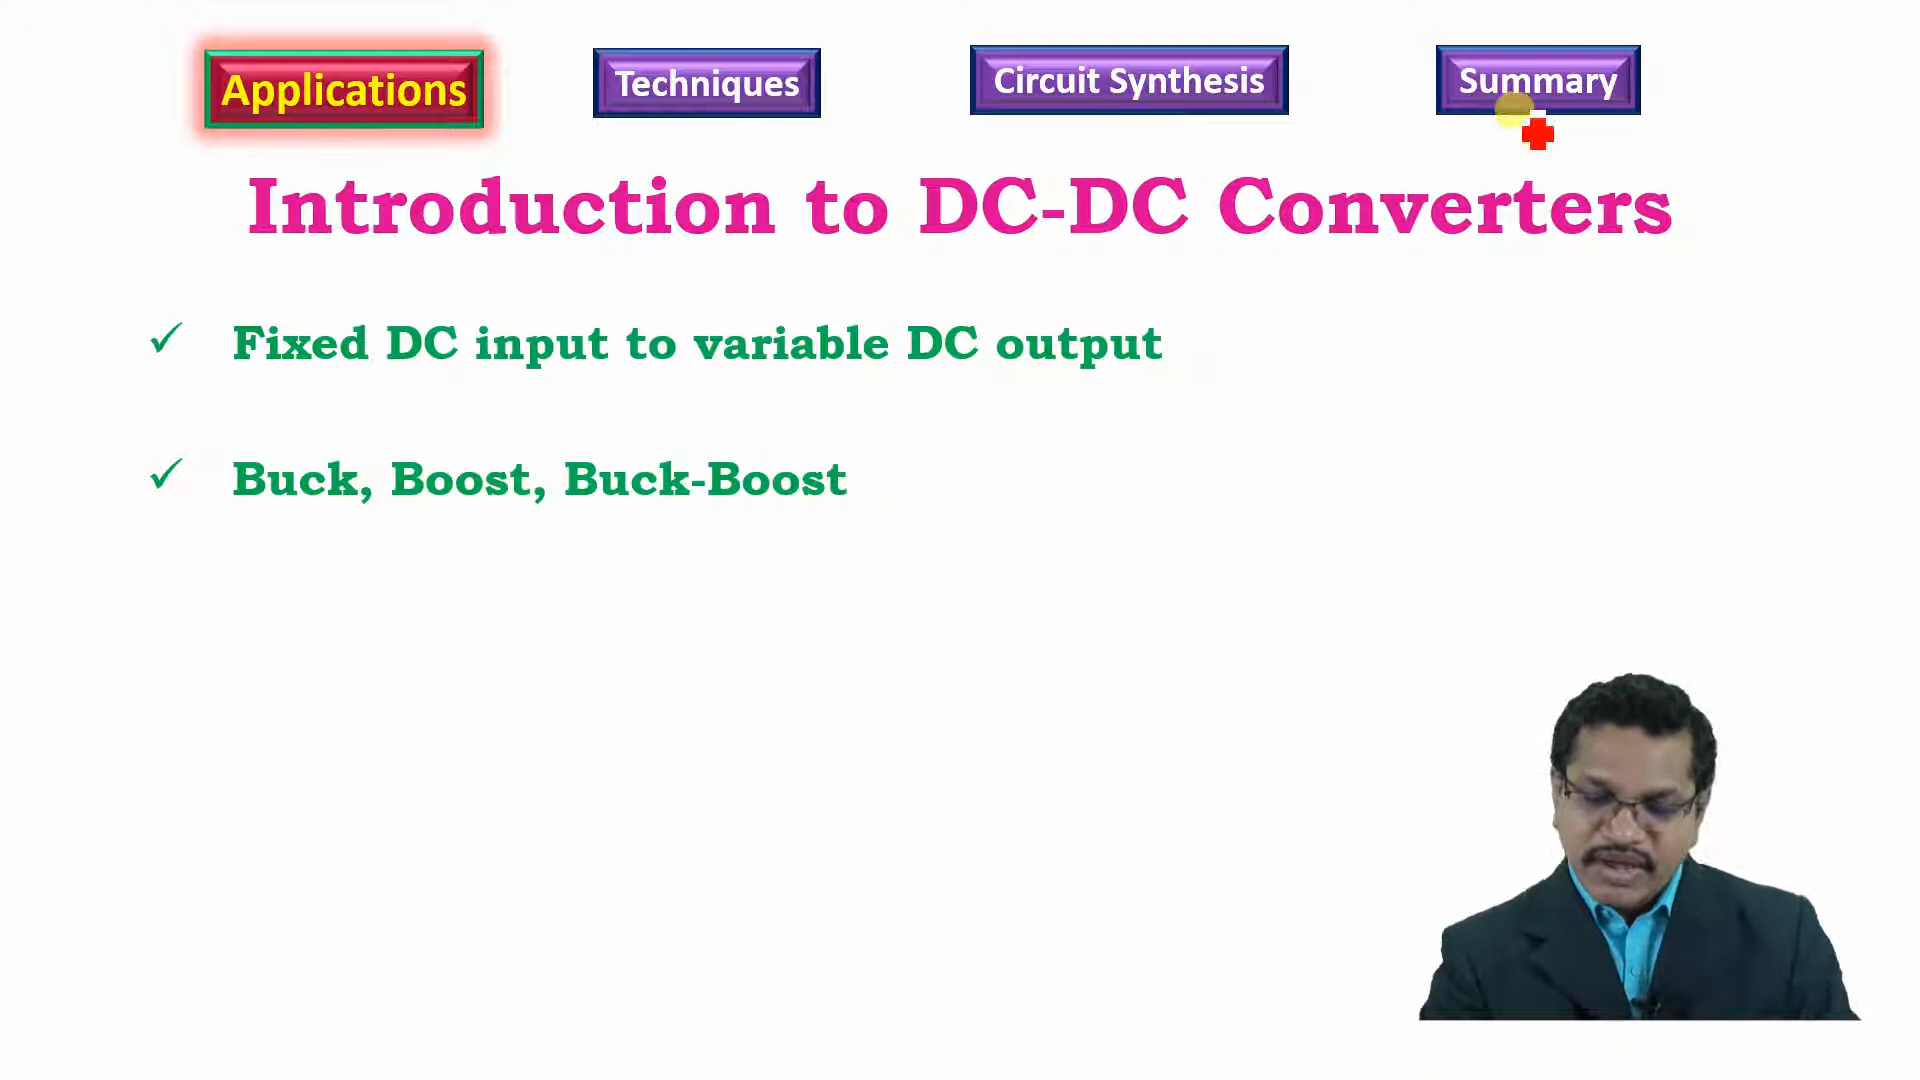 Applications
Techniques
Circuit Synthesis
Summary
Introduction to DC-DC Converters
✓ Fixed DC input to variable DC output
✓ Buck, Boost, Buck-Boost